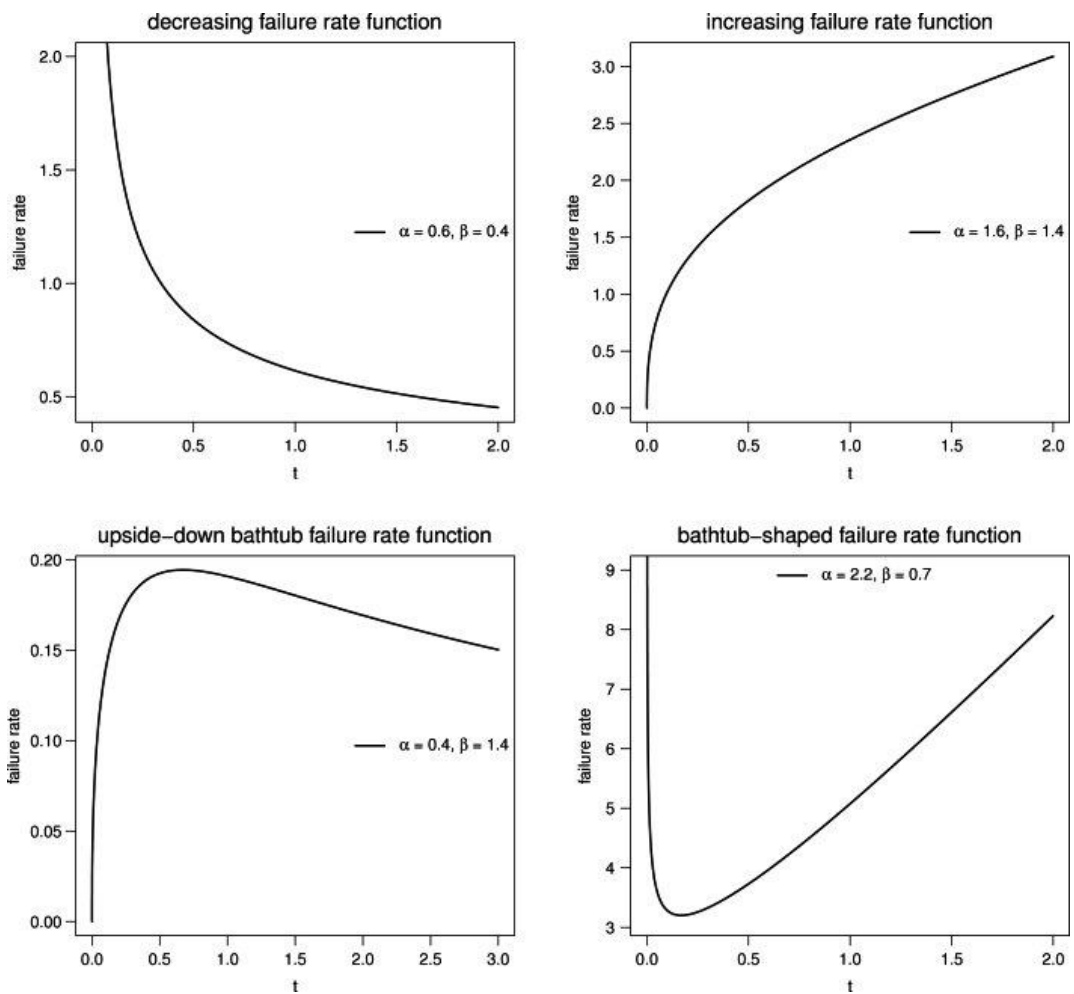 decreasing failure rate function
failure rate
2.0
1.5
1.0
0.5
α = 0.6, β = 0.4
0.0 0.5 1.0 1.5 2.0
t
increasing failure rate function
failure rate
3.0
2.5
2.0
1.5
1.0
0.5
0.0
α = 1.6, β = 1.4
0.0 0.5 1.0 1.5 2.0
t
upside−down bathtub failure rate function
failure rate
0.20
0.15
0.10
0.05
0.00
α = 0.4, β = 1.4
0.0 0.5 1.0 1.5 2.0 2.5 3.0
t
bathtub−shaped failure rate function
failure rate
9
8
7
6
5
4
3
α = 2.2, β = 0.7
0.0 0.5 1.0 1.5 2.0
t